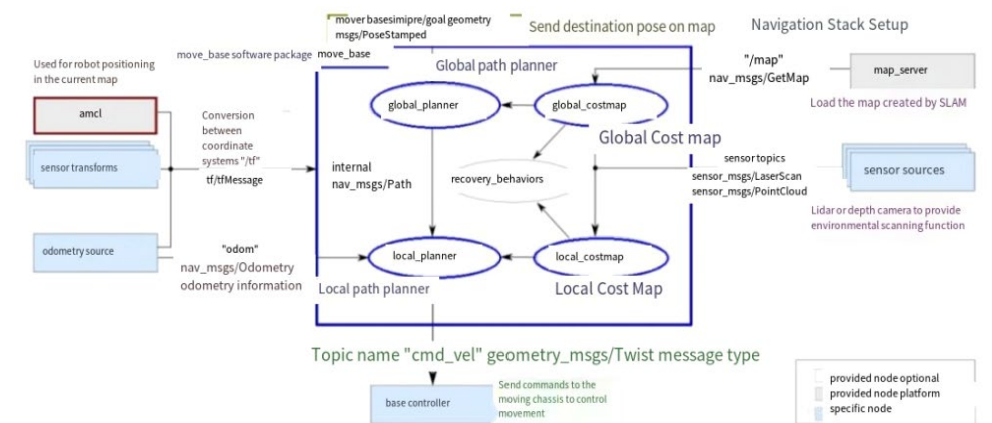 mover basesimipre/goal geometry
msgs/PoseStamped
Send destination pose on map
Navigation Stack Setup
move_base software package
move_base
Used for robot positioning
in the current map
Global path planner
"/map"
nav_msgs/GetMap
map_server
Load the map created by SLAM
amcl
Conversion
between
coordinate
systems "/tf"
tf/tfMessage
global_planner
global_costmap
Global Cost map
sensor transforms
internal
nav_msgs/Path
recovery_behaviors
sensor topics
sensor_msgs/LaserScan
sensor_msgs/PointCloud
sensor sources
Lidar or depth camera to provide
environmental scanning function
odometry source
"odom"
nav_msgs/Odometry
odometry information
local_planner
local_costmap
Local path planner
Local Cost Map
Topic name "cmd_vel" geometry_msgs/Twist message type
base controller
Send commands to the
moving chassis to control
movement
provided node optional
provided node platform
specific node